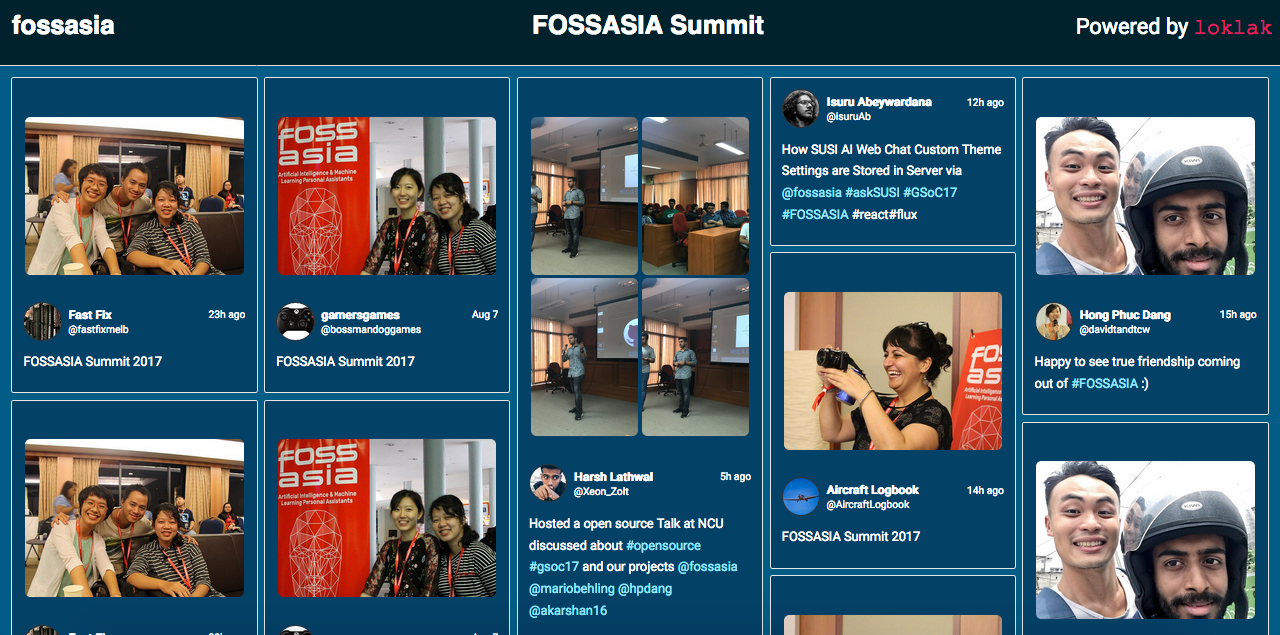 fossasia
FOSSASIA Summit
Powered by loklak
Fast Fix
23h ago
@fastfixmelb
FOSSASIA Summit 2017
FOSS
ASIA
Artificial Intelligence & Machine
Learning Personal Assistants
gamersgames
Aug 7
@bossmandoggames
FOSSASIA Summit 2017
FOSS
ASIA
Artificial Intelligence & Machine
Learning Personal Assistants
Harsh Lathwal
5h ago
@Xeon_Zolt
Hosted a open source Talk at NCU
discussed about #opensource
#gsoc17 and our projects @fossasia
@mariobehling @hpdang
@akarshan16
Isuru Abeywardana
12h ago
@IsuruAb
How SUSI AI Web Chat Custom Theme
Settings are Stored in Server via
@fossasia #askSUSI #GSoC17
#FOSSASIA #react#flux
FOS
AS
Aircraft Logbook
14h ago
@AircraftLogbook
FOSSASIA Summit 2017
KIWI
Hong Phuc Dang
15h ago
@davidtandtcw
Happy to see true friendship coming
out of #FOSSASIA :)
KIWI